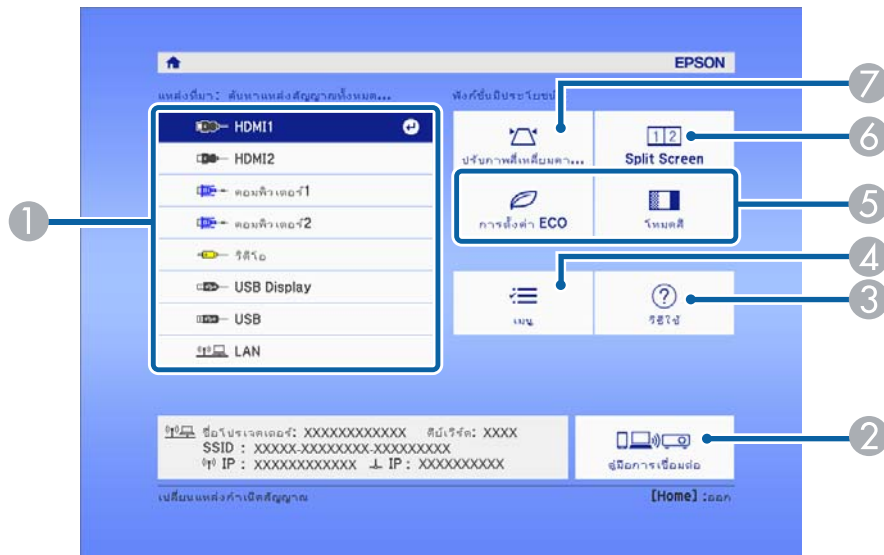 EPSON
แหล่งที่มา: ค้นหาแหล่งสัญญาณทั้งหมด...
ฟังก์ชั่นมีประโยชน์
HDMI1
HDMI2
คอมพิวเตอร์1
คอมพิวเตอร์2
วิดีโอ
USB Display
USB
LAN
ปรับภาพสี่เหลี่ยมคา...
1 2
Split Screen
การตั้งค่า ECO
โหมดสี
เมนู
วิธีใช้
ชื่อโปรเจคเตอร์: XXXXXXXXXXXX คีย์เวิร์ด: XXXX
SSID : XXXXX-XXXXXXXX-XXXXXXXXX
IP : XXXXXXXXXXXX IP : XXXXXXXXXX
คู่มือการเชื่อมต่อ
เปลี่ยนแหล่งกำเนิดสัญญาณ
[Home] :ออก
1
7
6
5
4
3
2